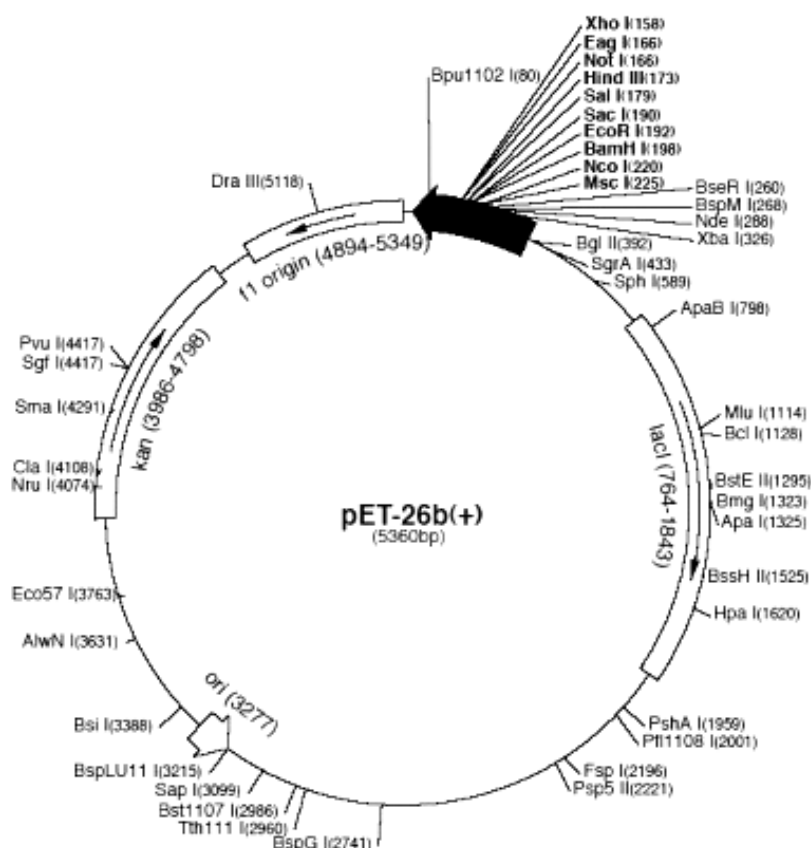 Xho I(158)
Eag I(166)
Not I(166)
Hind III(173)
Sal I(179)
Sac I(190)
EcoR I(192)
BamH I(198)
Nco I(220)
Msc I(225)
BseR I(260)
BspM I(268)
Nde I(288)
Xba I(326)
Bgl II(392)
SgrA I(433)
Sph I(589)
ApaB I(798)
Mlu I(1114)
Bcl I(1128)
BstE II(1295)
Bmg I(1323)
Apa I(1325)
BssH II(1525)
Hpa I(1620)
PshA I(1959)
Pfl1108 I(2001)
Fsp I(2196)
Psp5 II(2221)
BspG I(2741)
Tth111 I(2960)
Bst1107 I(2986)
Sap I(3099)
BspLU11 I(3215)
Bsi I(3388)
AlwN I(3631)
Eco57 I(3763)
Nru I(4074)
Cla I(4108)
Sma I(4291)
Sgf I(4417)
Pvu I(4417)
Dra III(5118)
Bpu1102 I(80)
f1 origin (4894-5349)
kan (3986-4798)
lacI (764-1843)
ori (3277)
pET-26b(+)
(5360bp)